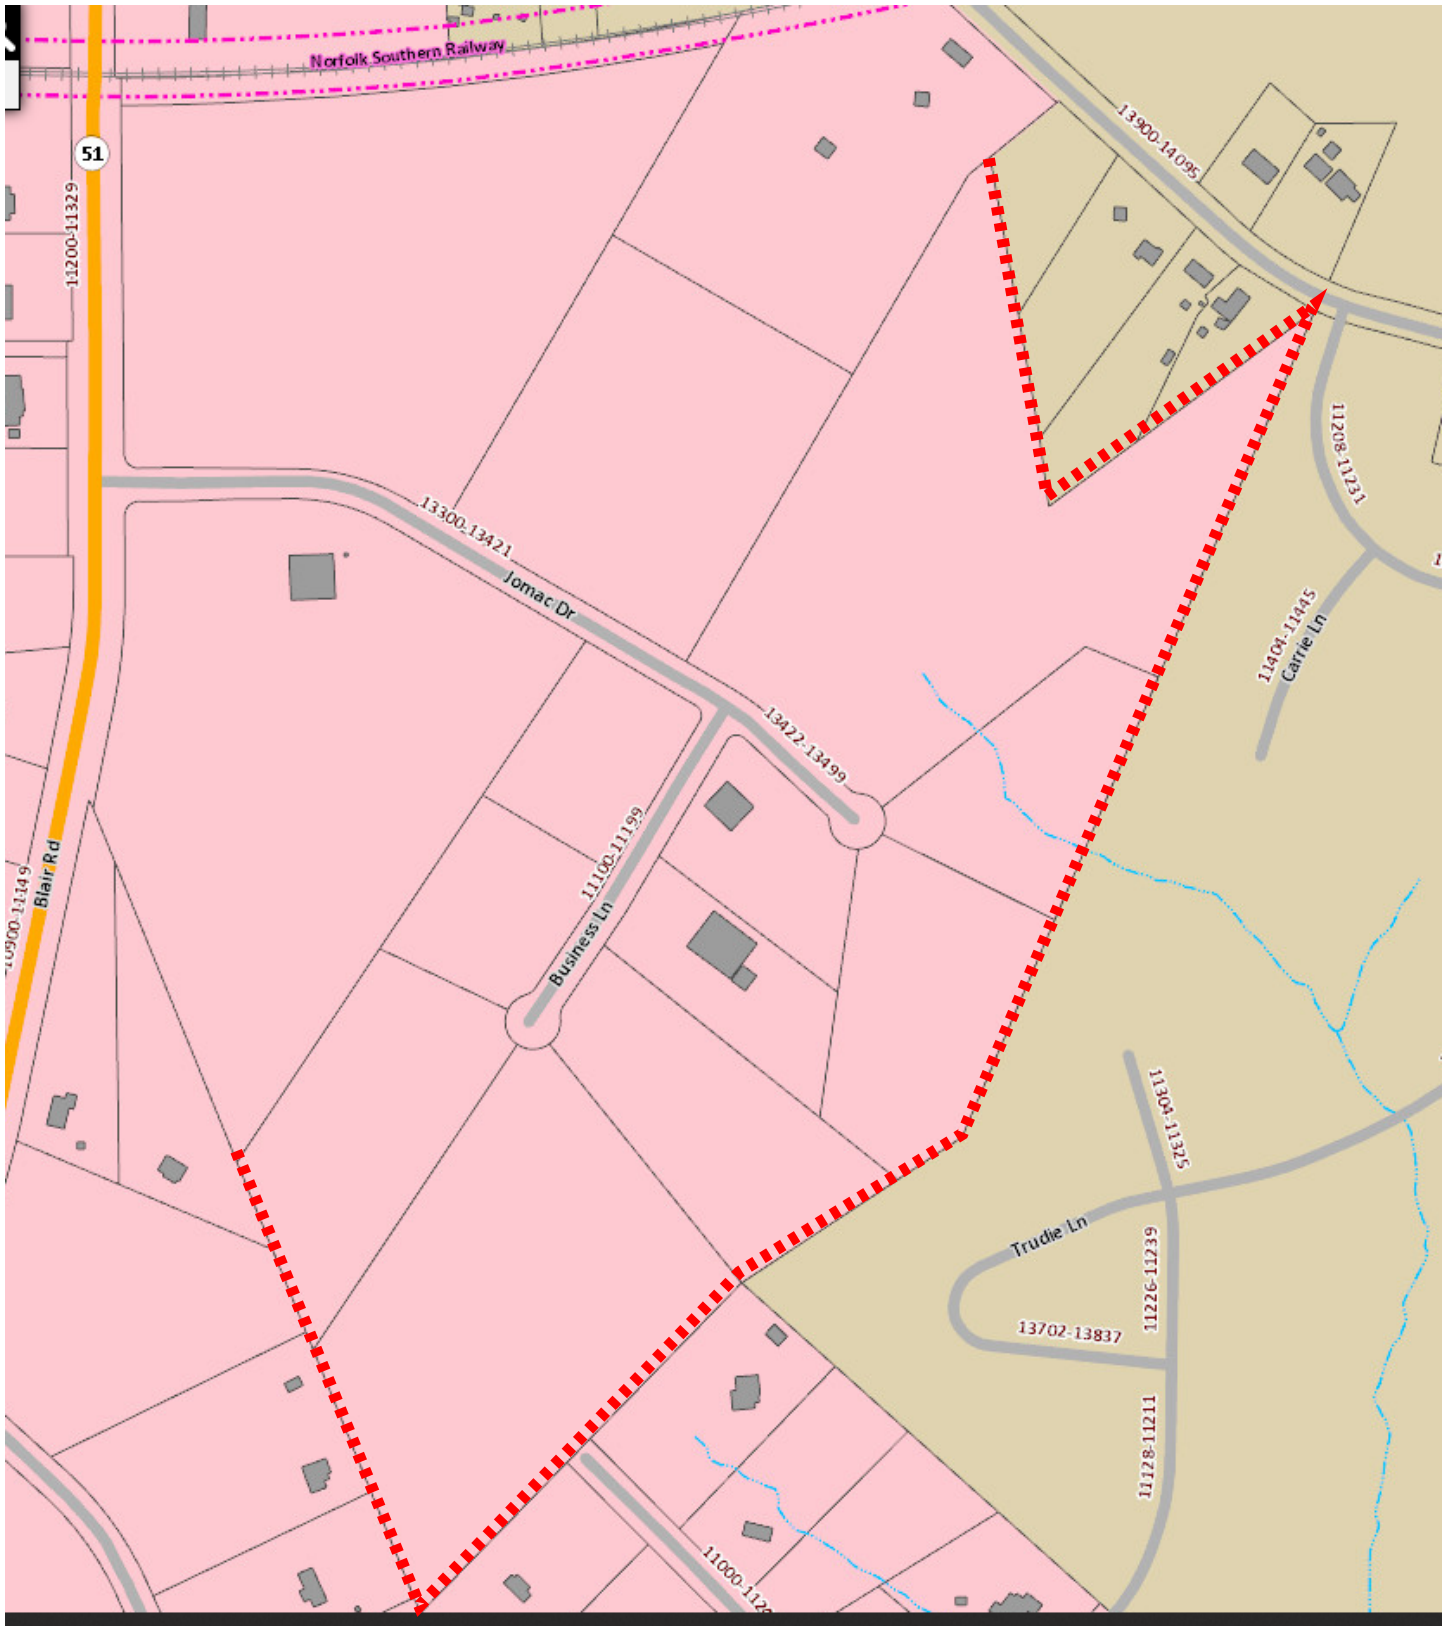 Norfolk Southern Railway
51
11200-11329
13900-14095
11208-11231
13300-13421
Jomac Dr
11404-11445
Carrie Ln
13422-13499
11100-11199
Business Ln
Blair Rd
10900-11149
11304-11325
Trudie Ln
11226-11239
13702-13837
11128-11211